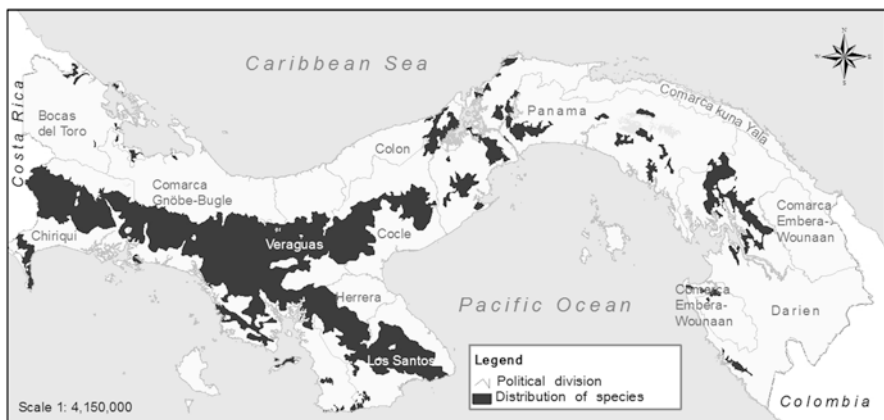 Caribbean Sea
Costa Rica
Bocas
del Toro
Colon
Panama
Comarca kuna Yala
Comarca
Gnöbe-Bugle
Chiriqui
Veraguas
Cocle
Comarca
Embera-
Wounaan
Herrera
Pacific Ocean
Comarca
Embera-
Wounaan
Darien
Los Santos
Legend
Political division
Distribution of species
Scale 1: 4,150,000
Colombia